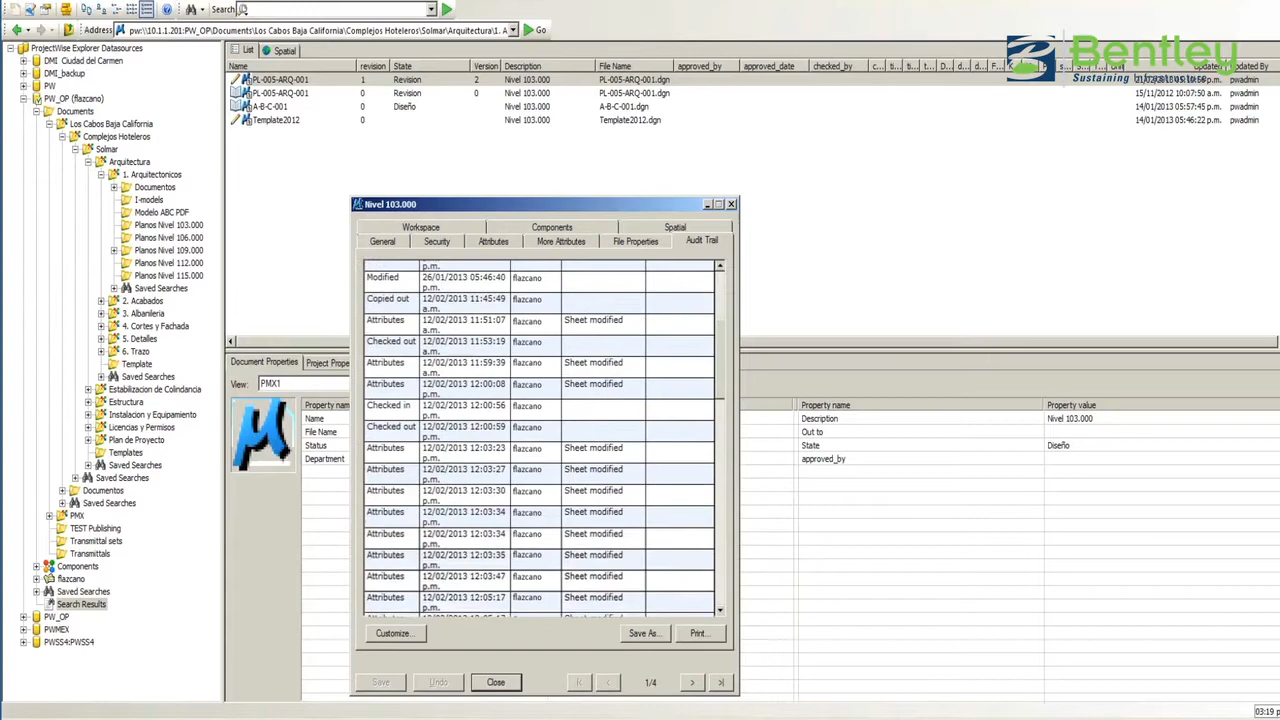 Search
Address pw:\\10.1.1.201:PW_OP\Documents\Los Cabos Baja California\Complejos Hoteleros\Solmar\Arquitectura\1. A Go
Bentley
Sustaining
ProjectWise Explorer Datasources
DMI Ciudad del Carmen
DMI_backup
PW
PW_OP (flazcano)
Documents
Los Cabos Baja California
Complejos Hoteleros
Solmar
Arquitectura
1. Arquitectonicos
Documentos
I-models
Modelo ABC PDF
Planos Nivel 103.000
Planos Nivel 106.000
Planos Nivel 109.000
Planos Nivel 112.000
Planos Nivel 115.000
Saved Searches
2. Acabados
3. Albanileria
4. Cortes y Fachada
5. Detalles
6. Trazo
Template
Saved Searches
Estabilizacion de Colindancia
Estructura
Instalacion y Equipamiento
Licencias y Permisos
Plan de Proyecto
Templates
Saved Searches
Saved Searches
Documentos
Saved Searches
PMX
TEST Publishing
Transmittal sets
Transmittals
Components
flazcano
Saved Searches
Search Results
PW_OP
PWMEX
PWSS4:PWSS4
List Spatial
Name revision State Version Description File Name approved_by approved_date checked_by c... ti... ti... t... D... d... d... F...
PL-005-ARQ-001 1 Revision 2 Nivel 103.000 PL-005-ARQ-001.dgn pwadmin
PL-005-ARQ-001 0 Revision 0 Nivel 103.000 PL-005-ARQ-001.dgn 15/11/2012 10:07:50 a.m. pwadmin
A-B-C-001 0 Diseño Nivel 103.000 A-B-C-001.dgn 14/01/2013 05:57:45 p.m. pwadmin
Template2012 0 Nivel 103.000 Template2012.dgn 14/01/2013 05:46:22 p.m. pwadmin
Nivel 103.000
Workspace Components Spatial
General Security Attributes More Attributes File Properties Audit Trail
p.m.
Modified 26/01/2013 05:46:40 p.m. flazcano
Copied out 12/02/2013 11:45:49 a.m. flazcano
Attributes 12/02/2013 11:51:07 a.m. flazcano Sheet modified
Checked out 12/02/2013 11:53:19 a.m. flazcano
Attributes 12/02/2013 11:59:39 a.m. flazcano Sheet modified
Attributes 12/02/2013 12:00:08 p.m. flazcano Sheet modified
Checked in 12/02/2013 12:00:56 p.m. flazcano
Checked out 12/02/2013 12:00:59 p.m. flazcano
Attributes 12/02/2013 12:03:23 p.m. flazcano Sheet modified
Attributes 12/02/2013 12:03:27 p.m. flazcano Sheet modified
Attributes 12/02/2013 12:03:30 p.m. flazcano Sheet modified
Attributes 12/02/2013 12:03:34 p.m. flazcano Sheet modified
Attributes 12/02/2013 12:03:34 p.m. flazcano Sheet modified
Attributes 12/02/2013 12:03:35 p.m. flazcano Sheet modified
Attributes 12/02/2013 12:03:47 p.m. flazcano Sheet modified
Attributes 12/02/2013 12:05:17 p.m. flazcano Sheet modified
Customize... Save As... Print...
Save Undo Close 1/4
Document Properties Project Prope
View: PMX1
Property nam
Name
File Name
Status
Department
Property name Property value
Description Nivel 103.000
Out to
State Diseño
approved_by
03:19 p